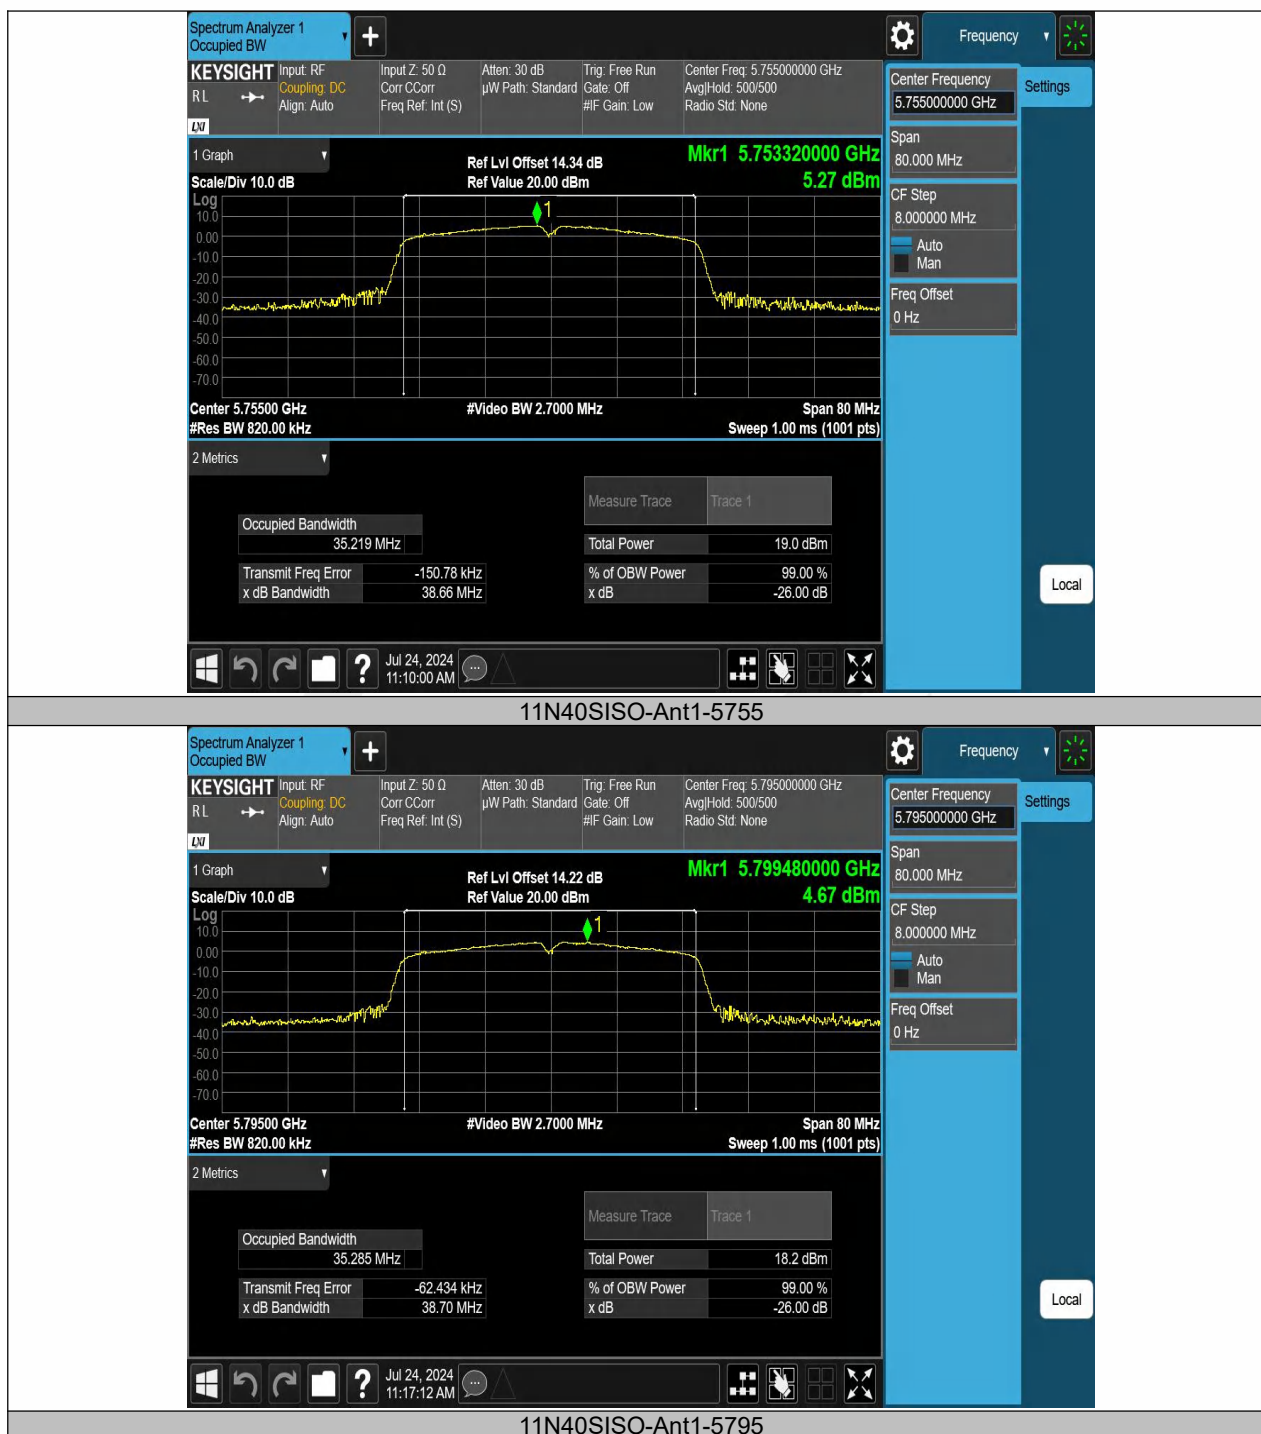 Spectrum Analyzer 1
Occupied BW
+
Frequency
KEYSIGHT
R L
LXI
Input: RF
Coupling: DC
Align: Auto
Input Z: 50 Ω
Corr CCorr
Freq Ref: Int (S)
Atten: 30 dB
µW Path: Standard
Trig: Free Run
Gate: Off
#IF Gain: Low
Center Freq: 5.755000000 GHz
Avg|Hold: 500/500
Radio Std: None
Center Frequency
5.755000000 GHz
Settings
Span
80.000 MHz
CF Step
8.000000 MHz
Auto
Man
Freq Offset
0 Hz
Local
1 Graph
Scale/Div 10.0 dB
Ref Lvl Offset 14.34 dB
Ref Value 20.00 dBm
Mkr1 5.753320000 GHz
5.27 dBm
Log
10.0
0.00
-10.0
-20.0
-30.0
-40.0
-50.0
-60.0
-70.0
1
Center 5.75500 GHz
#Video BW 2.7000 MHz
Span 80 MHz
#Res BW 820.00 kHz
Sweep 1.00 ms (1001 pts)
2 Metrics
Measure Trace Trace 1
Occupied Bandwidth
35.219 MHz
Total Power 19.0 dBm
Transmit Freq Error -150.78 kHz
% of OBW Power 99.00 %
x dB Bandwidth 38.66 MHz
x dB -26.00 dB
?
Jul 24, 2024
11:10:00 AM
11N40SISO-Ant1-5755
Spectrum Analyzer 1
Occupied BW
+
Frequency
KEYSIGHT
R L
LXI
Input: RF
Coupling: DC
Align: Auto
Input Z: 50 Ω
Corr CCorr
Freq Ref: Int (S)
Atten: 30 dB
µW Path: Standard
Trig: Free Run
Gate: Off
#IF Gain: Low
Center Freq: 5.795000000 GHz
Avg|Hold: 500/500
Radio Std: None
Center Frequency
5.795000000 GHz
Settings
Span
80.000 MHz
CF Step
8.000000 MHz
Auto
Man
Freq Offset
0 Hz
Local
1 Graph
Scale/Div 10.0 dB
Ref Lvl Offset 14.22 dB
Ref Value 20.00 dBm
Mkr1 5.799480000 GHz
4.67 dBm
Log
10.0
0.00
-10.0
-20.0
-30.0
-40.0
-50.0
-60.0
-70.0
1
Center 5.79500 GHz
#Video BW 2.7000 MHz
Span 80 MHz
#Res BW 820.00 kHz
Sweep 1.00 ms (1001 pts)
2 Metrics
Measure Trace Trace 1
Occupied Bandwidth
35.285 MHz
Total Power 18.2 dBm
Transmit Freq Error -62.434 kHz
% of OBW Power 99.00 %
x dB Bandwidth 38.70 MHz
x dB -26.00 dB
?
Jul 24, 2024
11:17:12 AM
11N40SISO-Ant1-5795